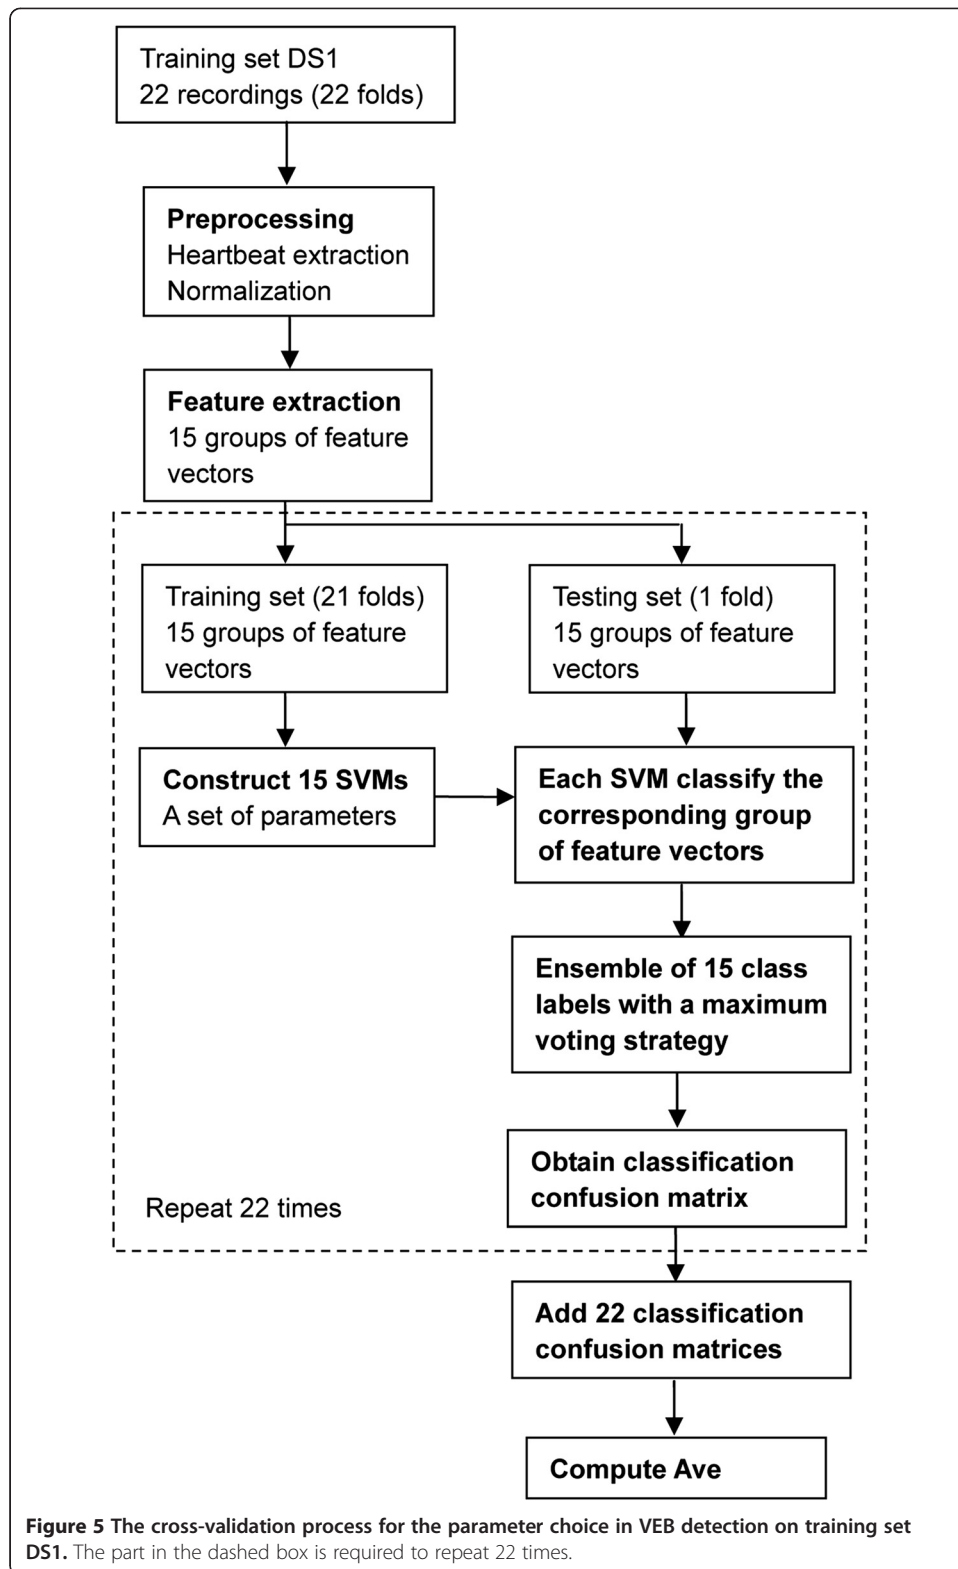 Training set DS1
22 recordings (22 folds)
Preprocessing
Heartbeat extraction
Normalization
Feature extraction
15 groups of feature
vectors
Training set (21 folds)
15 groups of feature
vectors
Testing set (1 fold)
15 groups of feature
vectors
Construct 15 SVMs
A set of parameters
Each SVM classify the
corresponding group
of feature vectors
Ensemble of 15 class
labels with a maximum
voting strategy
Obtain classification
confusion matrix
Repeat 22 times
Add 22 classification
confusion matrices
Compute Ave
Figure 5 The cross-validation process for the parameter choice in VEB detection on training set
DS1. The part in the dashed box is required to repeat 22 times.